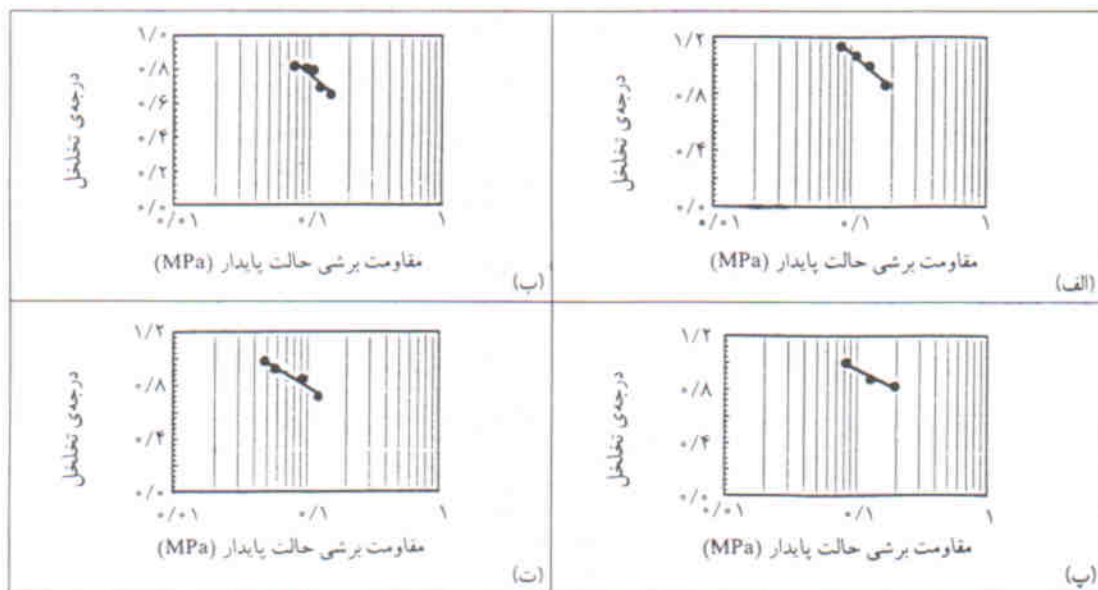 ۱/۲
۰/۸
۰/۴
۰/۰
درجه‌ی تخلخل
۰/۰۱ ۰/۱ ۱
مقاومت برشی حالت پایدار (MPa)
(الف)
۱/۰
۰/۸
۰/۶
۰/۴
۰/۲
۰/۰
درجه‌ی تخلخل
۰/۰۱ ۰/۱ ۱
مقاومت برشی حالت پایدار (MPa)
(ب)
۱/۲
۰/۸
۰/۴
۰/۰
درجه‌ی تخلخل
۰/۰۱ ۰/۱ ۱
مقاومت برشی حالت پایدار (MPa)
(پ)
۱/۲
۰/۸
۰/۴
۰/۰
درجه‌ی تخلخل
۰/۰۱ ۰/۱ ۱
مقاومت برشی حالت پایدار (MPa)
(ت)